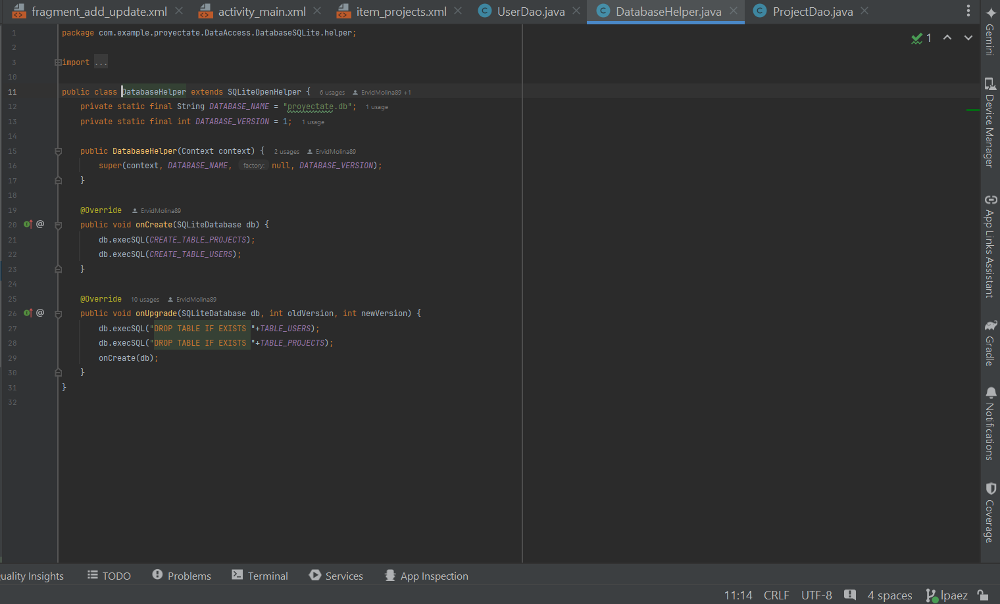 fragment_add_update.xml activity_main.xml item_projects.xml UserDao.java DatabaseHelper.java ProjectDao.java
1 package com.example.proyectate.DataAccess.DatabaseSQLite.helper;
2
3 import ...
10
11 public class DatabaseHelper extends SQLiteOpenHelper { 6 usages ErvidMolina89 +1
12 private static final String DATABASE_NAME = "proyectate.db"; 1 usage
13 private static final int DATABASE_VERSION = 1; 1 usage
14
15 public DatabaseHelper(Context context) { 2 usages ErvidMolina89
16 super(context, DATABASE_NAME, factory: null, DATABASE_VERSION);
17 }
18
19 @Override ErvidMolina89
20 public void onCreate(SQLiteDatabase db) {
21 db.execSQL(CREATE_TABLE_PROJECTS);
22 db.execSQL(CREATE_TABLE_USERS);
23 }
24
25 @Override 10 usages ErvidMolina89
26 public void onUpgrade(SQLiteDatabase db, int oldVersion, int newVersion) {
27 db.execSQL("DROP TABLE IF EXISTS "+TABLE_USERS);
28 db.execSQL("DROP TABLE IF EXISTS "+TABLE_PROJECTS);
29 onCreate(db);
30 }
31 }
32
1
Gemini
Device Manager
App Links Assistant
Gradle
Notifications
Coverage
uality Insights TODO Problems Terminal Services App Inspection
11:14 CRLF UTF-8 4 spaces lpaez